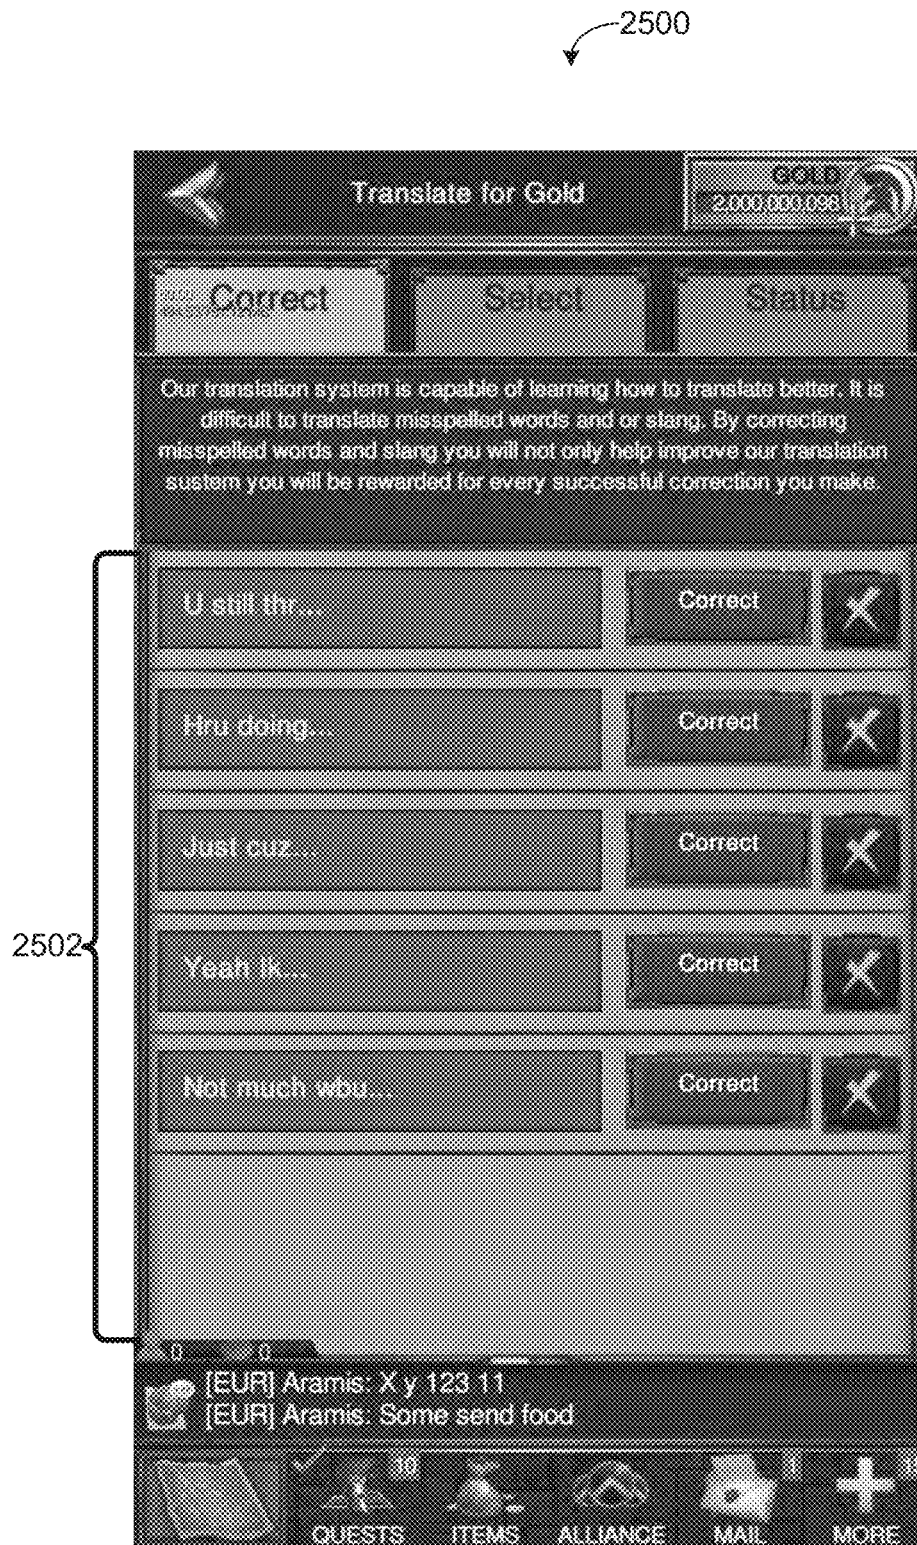 2500
Translate for Gold
GOLD
2,000,000,098
Correct
Select
Status
Our translation system is capable of learning how to translate better. It is
difficult to translate misspelled words and or slang. By correcting
misspelled words and slang you will not only help improve our translation
sustem you will be rewarded for every successful correction you make.
U still thr...
Correct
Hru doing...
Correct
Just cuz...
Correct
2502
Yeah Ik...
Correct
Not much wbu...
Correct
0 0
[EUR] Aramis: X y 123 11
[EUR] Aramis: Some send food
10
1
QUESTS
ITEMS
ALLIANCE
MAIL
MORE